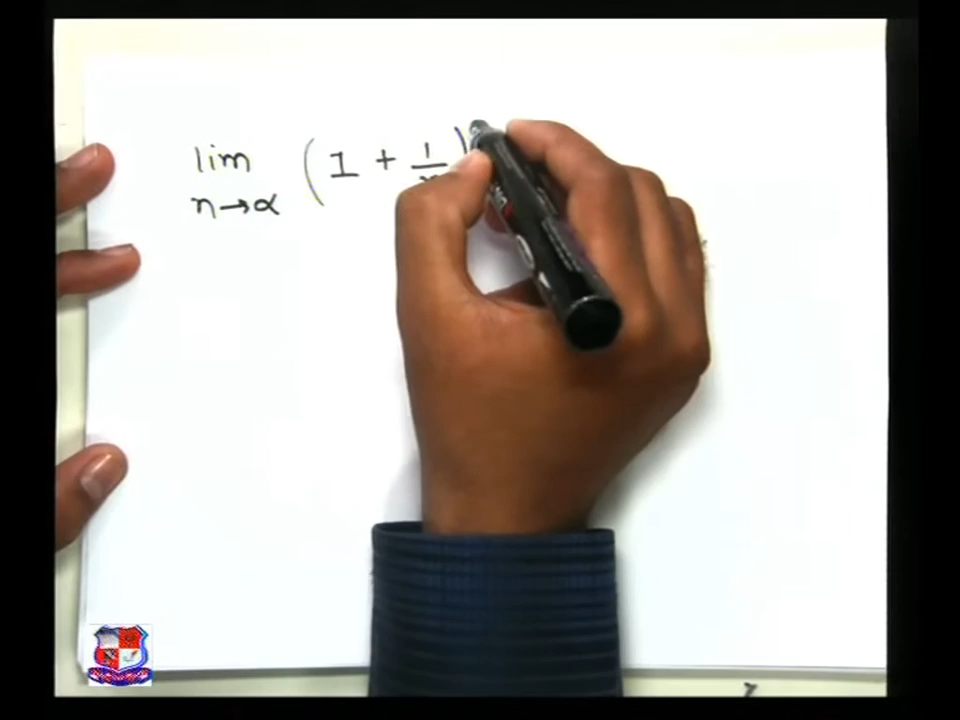 lim (1 + 1/n)
n→α